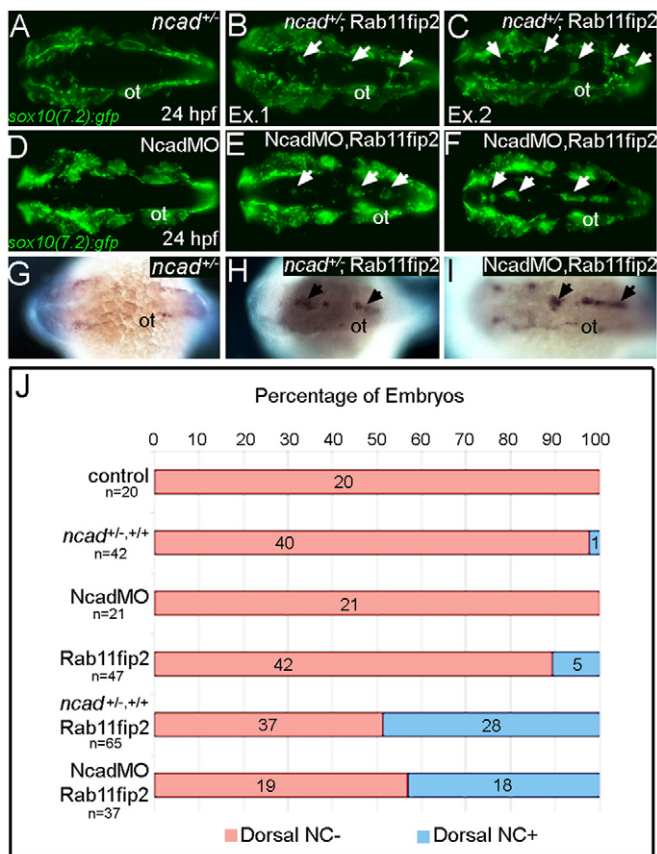 A
ncad+/-
B
ncad+/-; Rab11fip2
C
ncad+/-; Rab11fip2
ot
sox10(7.2):gfp
24 hpf
Ex.1
ot
Ex.2
ot
D
NcadMO
E
NcadMO,Rab11fip2
F
NcadMO,Rab11fip2
ot
sox10(7.2):gfp
24 hpf
ot
ot
G
ncad+/-
H
ncad+/-; Rab11fip2
I
NcadMO,Rab11fip2
ot
ot
ot
J
Percentage of Embryos
0 10 20 30 40 50 60 70 80 90 100
control
n=20
20
ncad+/-,+/+
n=42
40 1
NcadMO
n=21
21
Rab11fip2
n=47
42 5
ncad+/-,+/+
Rab11fip2
n=65
37 28
NcadMO
Rab11fip2
n=37
19 18
Dorsal NC- Dorsal NC+